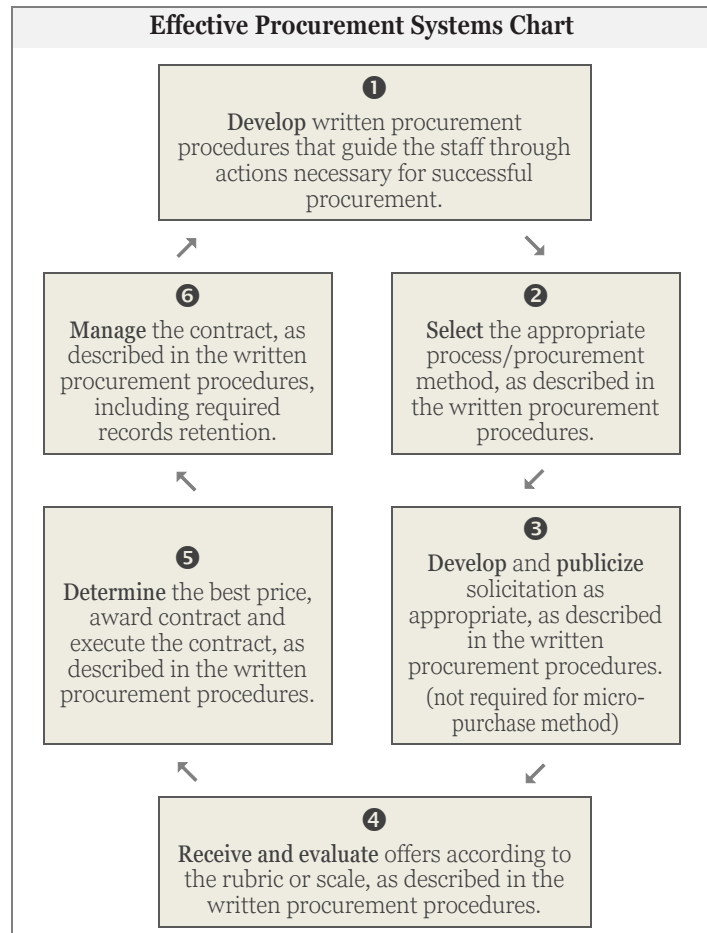 Effective Procurement Systems Chart
❶
Develop written procurement
procedures that guide the staff through
actions necessary for successful
procurement.
❷
Select the appropriate
process/procurement
method, as described in
the written procurement
procedures.
❸
Develop and publicize
solicitation as
appropriate, as described
in the written
procurement procedures.
(not required for micro-
purchase method)
❹
Receive and evaluate offers according to
the rubric or scale, as described in the
written procurement procedures.
❺
Determine the best price,
award contract and
execute the contract, as
described in the written
procurement procedures.
❻
Manage the contract, as
described in the written
procurement procedures,
including required
records retention.